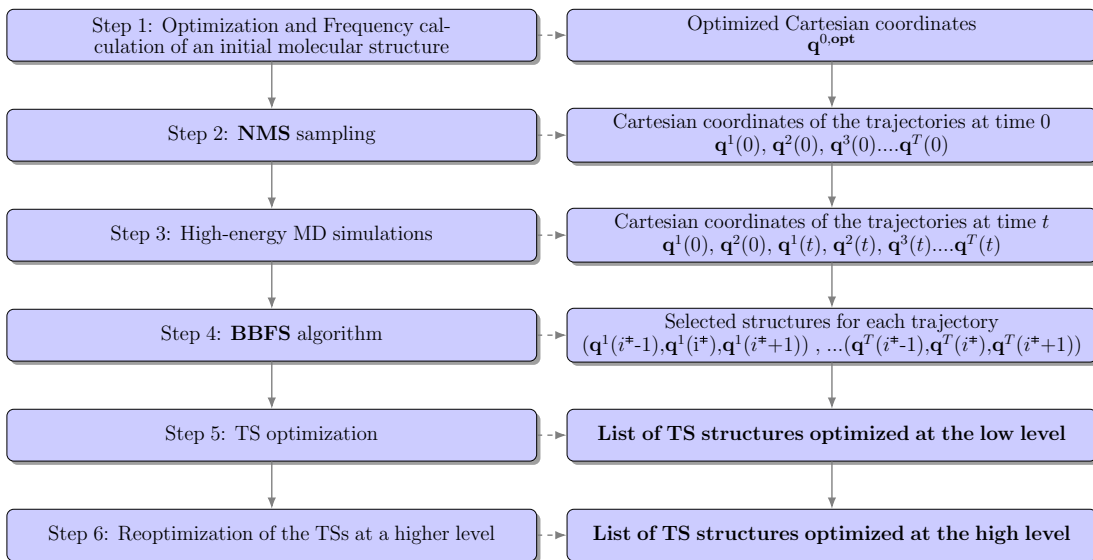 Step 1: Optimization and Frequency cal-
culation of an initial molecular structure
Optimized Cartesian coordinates
q^{0,opt}
Step 2: NMS sampling
Cartesian coordinates of the trajectories at time 0
q^1(0), q^2(0), q^3(0)....q^T(0)
Step 3: High-energy MD simulations
Cartesian coordinates of the trajectories at time t
q^1(0), q^2(0), q^1(t), q^2(t), q^3(t)....q^T(t)
Step 4: BBFS algorithm
Selected structures for each trajectory
(q^1(i^‡-1),q^1(i^‡),q^1(i^‡+1)) , ...(q^T(i^‡-1),q^T(i^‡),q^T(i^‡+1))
Step 5: TS optimization
List of TS structures optimized at the low level
Step 6: Reoptimization of the TSs at a higher level
List of TS structures optimized at the high level